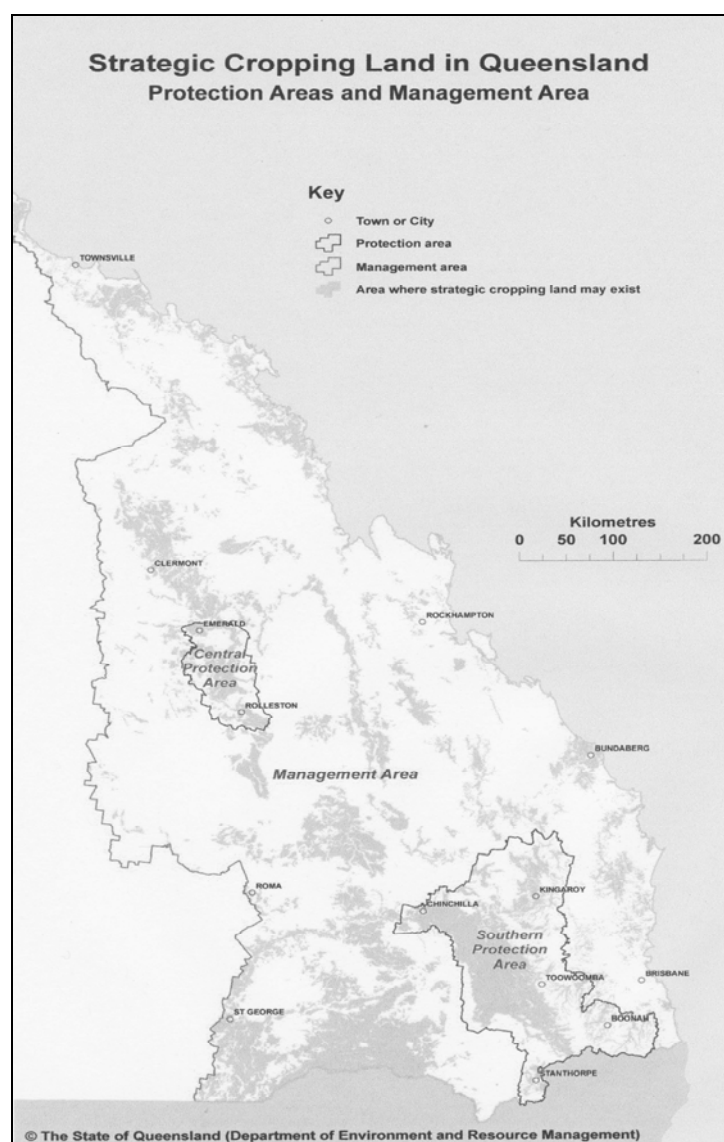 Strategic Cropping Land in Queensland
Protection Areas and Management Area
Key
Town or City
Protection area
Management area
Area where strategic cropping land may exist
TOWNSVILLE
Kilometres
0 50 100 200
CLERMONT
ROCKHAMPTON
EMERALD
Central
Protection
Area
ROLLESTON
BUNDABERG
Management Area
ROMA
KINGAROY
CHINCHILLA
Southern
Protection
Area
TOOWOOMBA
BRISBANE
ST GEORGE
BOONAH
STANTHORPE
© The State of Queensland (Department of Environment and Resource Management)